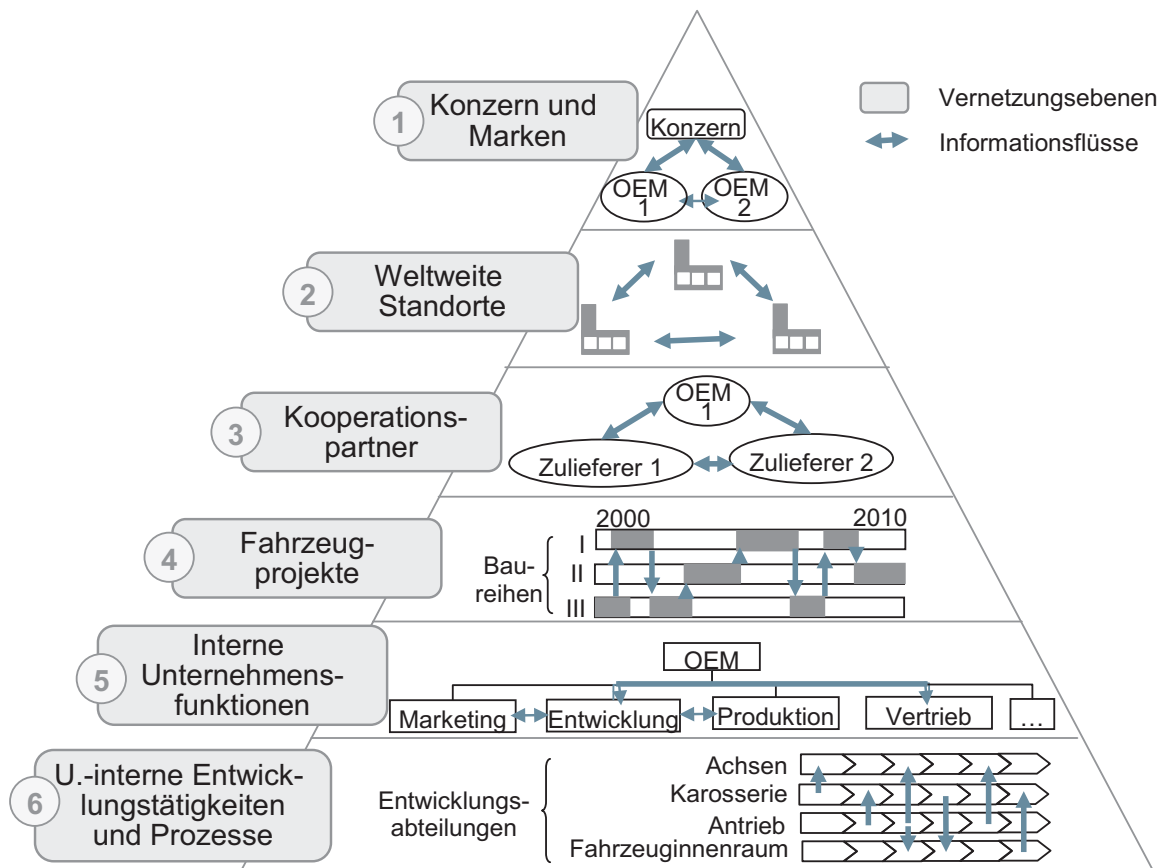 1
Konzern und
Marken
Konzern
OEM
1
OEM
2
Vernetzungsebenen
Informationsflüsse
2
Weltweite
Standorte
3
Kooperations-
partner
OEM
1
Zulieferer 1
Zulieferer 2
4
Fahrzeug-
projekte
2000
2010
Bau-
reihen
I
II
III
5
Interne
Unternehmens-
funktionen
OEM
Marketing
Entwicklung
Produktion
Vertrieb
...
6
U.-interne Entwick-
lungstätigkeiten
und Prozesse
Entwicklungs-
abteilungen
Achsen
Karosserie
Antrieb
Fahrzeuginnenraum